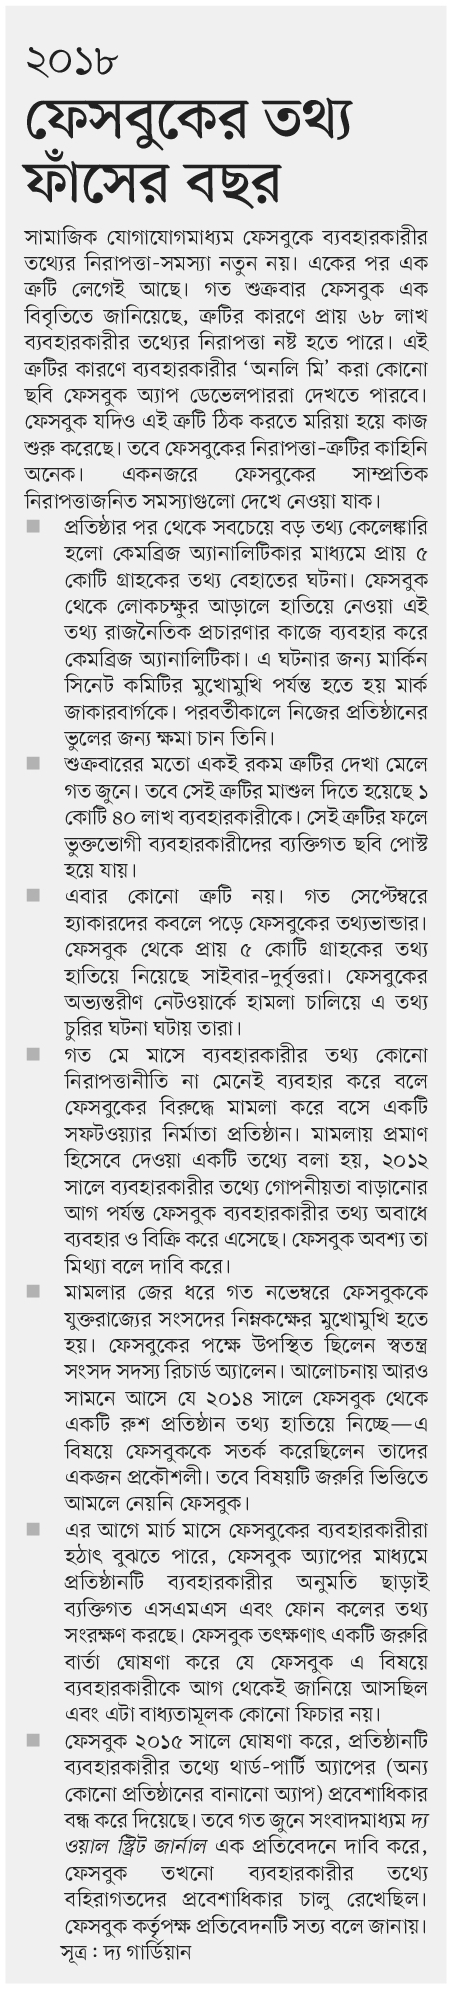 ২০১৮
ফেসবুকের তথ্য
ফাঁসের বছর
সামাজিক যোগাযোগমাধ্যম ফেসবুকে ব্যবহারকারীর
তথ্যের নিরাপত্তা-সমস্যা নতুন নয়। একের পর এক
ত্রুটি লেগেই আছে। গত শুক্রবার ফেসবুক এক
বিবৃতিতে জানিয়েছে, ত্রুটির কারণে প্রায় ৬৮ লাখ
ব্যবহারকারীর তথ্যের নিরাপত্তা নষ্ট হতে পারে। এই
ত্রুটির কারণে ব্যবহারকারীর ‘অনলি মি’ করা কোনো
ছবি ফেসবুক অ্যাপ ডেভেলপাররা দেখতে পারবে।
ফেসবুক যদিও এই ত্রুটি ঠিক করতে মরিয়া হয়ে কাজ
শুরু করেছে। তবে ফেসবুকের নিরাপত্তা-ত্রুটির কাহিনি
অনেক। একনজরে ফেসবুকের সাম্প্রতিক
নিরাপত্তাজনিত সমস্যাগুলো দেখে নেওয়া যাক।
■ প্রতিষ্ঠার পর থেকে সবচেয়ে বড় তথ্য কেলেঙ্কারি
হলো কেমব্রিজ অ্যানালিটিকার মাধ্যমে প্রায় ৫
কোটি গ্রাহকের তথ্য বেহাতের ঘটনা। ফেসবুক
থেকে লোকচক্ষুর আড়ালে হাতিয়ে নেওয়া এই
তথ্য রাজনৈতিক প্রচারণার কাজে ব্যবহার করে
কেমব্রিজ অ্যানালিটিকা। এ ঘটনার জন্য মার্কিন
সিনেট কমিটির মুখোমুখি পর্যন্ত হতে হয় মার্ক
জাকারবার্গকে। পরবর্তীকালে নিজের প্রতিষ্ঠানের
ভুলের জন্য ক্ষমা চান তিনি।
■ শুক্রবারের মতো একই রকম ত্রুটির দেখা মেলে
গত জুনে। তবে সেই ত্রুটির মাশুল দিতে হয়েছে ১
কোটি ৪০ লাখ ব্যবহারকারীকে। সেই ত্রুটির ফলে
ভুক্তভোগী ব্যবহারকারীদের ব্যক্তিগত ছবি পোস্ট
হয়ে যায়।
■ এবার কোনো ত্রুটি নয়। গত সেপ্টেম্বরে
হ্যাকারদের কবলে পড়ে ফেসবুকের তথ্যভান্ডার।
ফেসবুক থেকে প্রায় ৫ কোটি গ্রাহকের তথ্য
হাতিয়ে নিয়েছে সাইবার-দুর্বৃত্তরা। ফেসবুকের
অভ্যন্তরীণ নেটওয়ার্কে হামলা চালিয়ে এ তথ্য
চুরির ঘটনা ঘটায় তারা।
■ গত মে মাসে ব্যবহারকারীর তথ্য কোনো
নিরাপত্তানীতি না মেনেই ব্যবহার করে বলে
ফেসবুকের বিরুদ্ধে মামলা করে বসে একটি
সফটওয়্যার নির্মাতা প্রতিষ্ঠান। মামলায় প্রমাণ
হিসেবে দেওয়া একটি তথ্যে বলা হয়, ২০১২
সালে ব্যবহারকারীর তথ্যে গোপনীয়তা বাড়ানোর
আগ পর্যন্ত ফেসবুক ব্যবহারকারীর তথ্য অবাধে
ব্যবহার ও বিক্রি করে এসেছে। ফেসবুক অবশ্য তা
মিথ্যা বলে দাবি করে।
■ মামলার জের ধরে গত নভেম্বরে ফেসবুককে
যুক্তরাজ্যের সংসদের নিম্নকক্ষের মুখোমুখি হতে
হয়। ফেসবুকের পক্ষে উপস্থিত ছিলেন স্বতন্ত্র
সংসদ সদস্য রিচার্ড অ্যালেন। আলোচনায় আরও
সামনে আসে যে ২০১৪ সালে ফেসবুক থেকে
একটি রুশ প্রতিষ্ঠান তথ্য হাতিয়ে নিচ্ছে—এ
বিষয়ে ফেসবুককে সতর্ক করেছিলেন তাদের
একজন প্রকৌশলী। তবে বিষয়টি জরুরি ভিত্তিতে
আমলে নেয়নি ফেসবুক।
■ এর আগে মার্চ মাসে ফেসবুকের ব্যবহারকারীরা
হঠাৎ বুঝতে পারে, ফেসবুক অ্যাপের মাধ্যমে
প্রতিষ্ঠানটি ব্যবহারকারীর অনুমতি ছাড়াই
ব্যক্তিগত এসএমএস এবং ফোন কলের তথ্য
সংরক্ষণ করছে। ফেসবুক তৎক্ষণাৎ একটি জরুরি
বার্তা ঘোষণা করে যে ফেসবুক এ বিষয়ে
ব্যবহারকারীকে আগ থেকেই জানিয়ে আসছিল
এবং এটা বাধ্যতামূলক কোনো ফিচার নয়।
■ ফেসবুক ২০১৫ সালে ঘোষণা করে, প্রতিষ্ঠানটি
ব্যবহারকারীর তথ্যে থার্ড-পার্টি অ্যাপের (অন্য
কোনো প্রতিষ্ঠানের বানানো অ্যাপ) প্রবেশাধিকার
বন্ধ করে দিয়েছে। তবে গত জুনে সংবাদমাধ্যম দ্য
ওয়াল স্ট্রিট জার্নাল এক প্রতিবেদনে দাবি করে,
ফেসবুক তখনো ব্যবহারকারীর তথ্যে
বহিরাগতদের প্রবেশাধিকার চালু রেখেছিল।
ফেসবুক কর্তৃপক্ষ প্রতিবেদনটি সত্য বলে জানায়।
সূত্র : দ্য গার্ডিয়ান